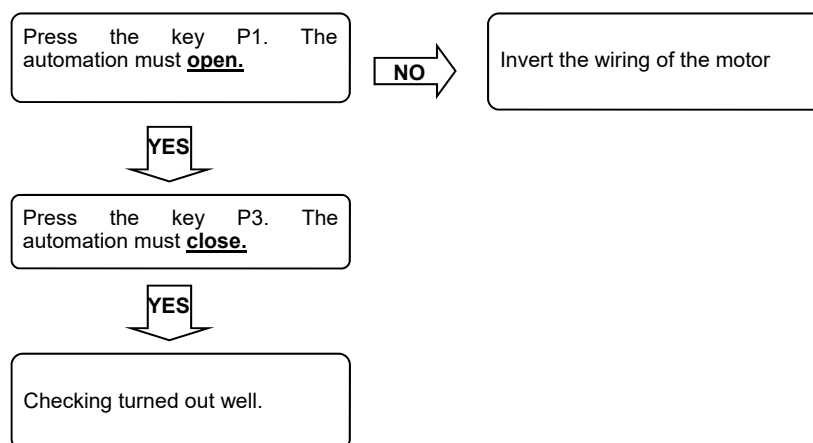 Press the key P1. The
automation must open.
NO
Invert the wiring of the motor
YES
Press the key P3. The
automation must close.
YES
Checking turned out well.